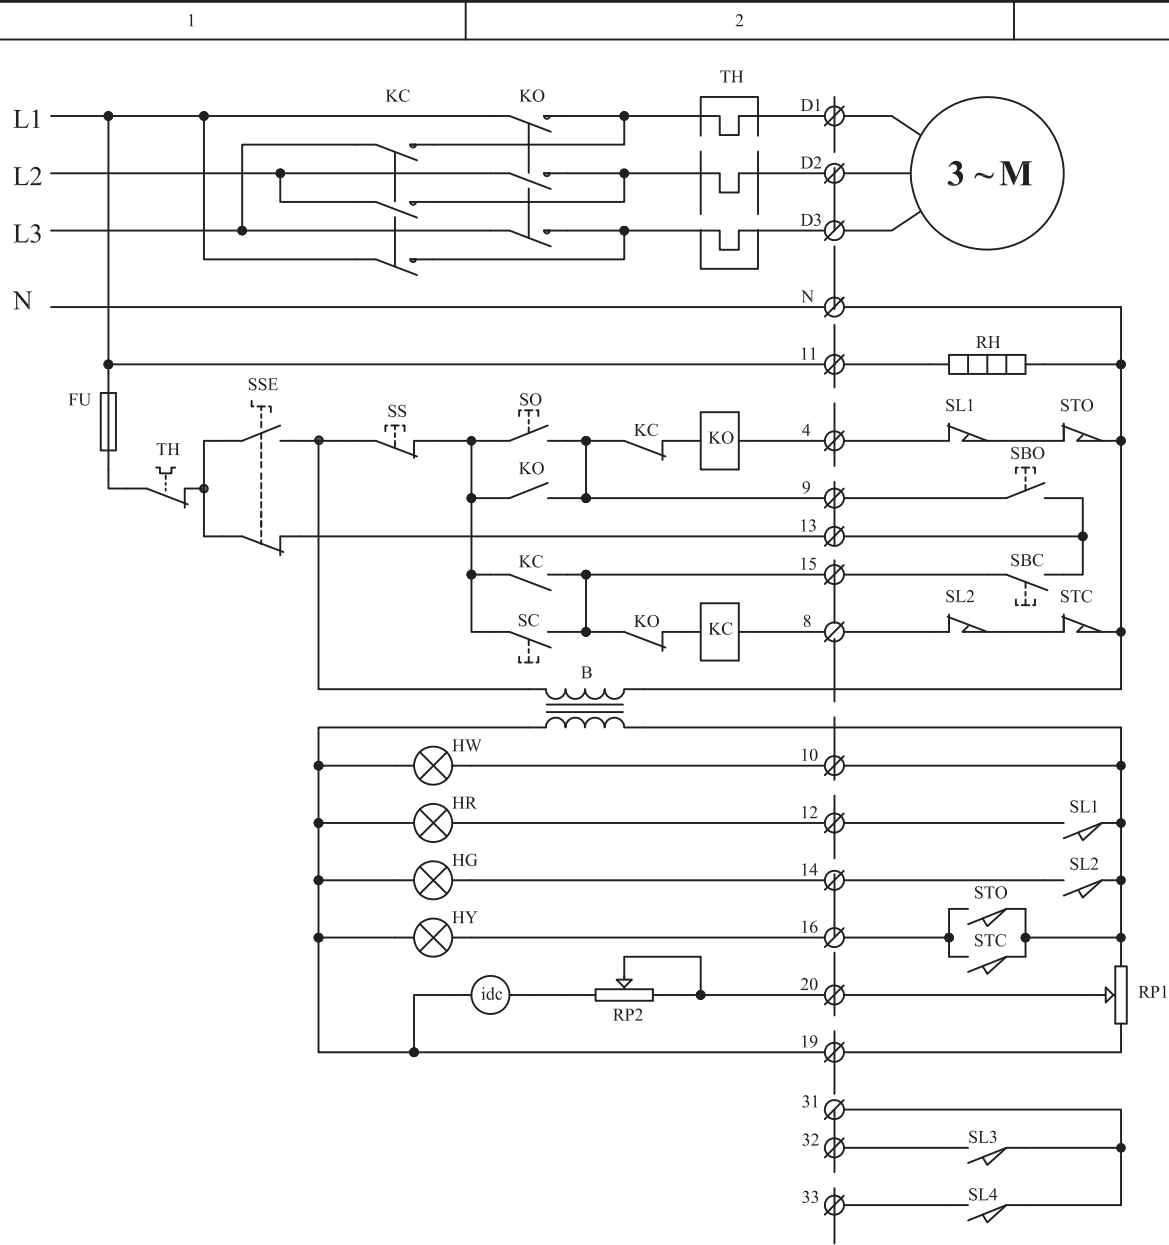 1 2
TH
KC KO D1
L1
L2 D2 3 ~ M
L3 D3
N N
11 RH
FU SSE SS SO SL1 STO
TH KC KO 4
KO SBO
9
13
KC 15 SBC
SC KO KC 8 SL2 STC
B
HW 10
HR 12 SL1
HG 14 SL2
HY 16 STO
STC
idc RP2 20 RP1
19
31
32 SL3
33 SL4